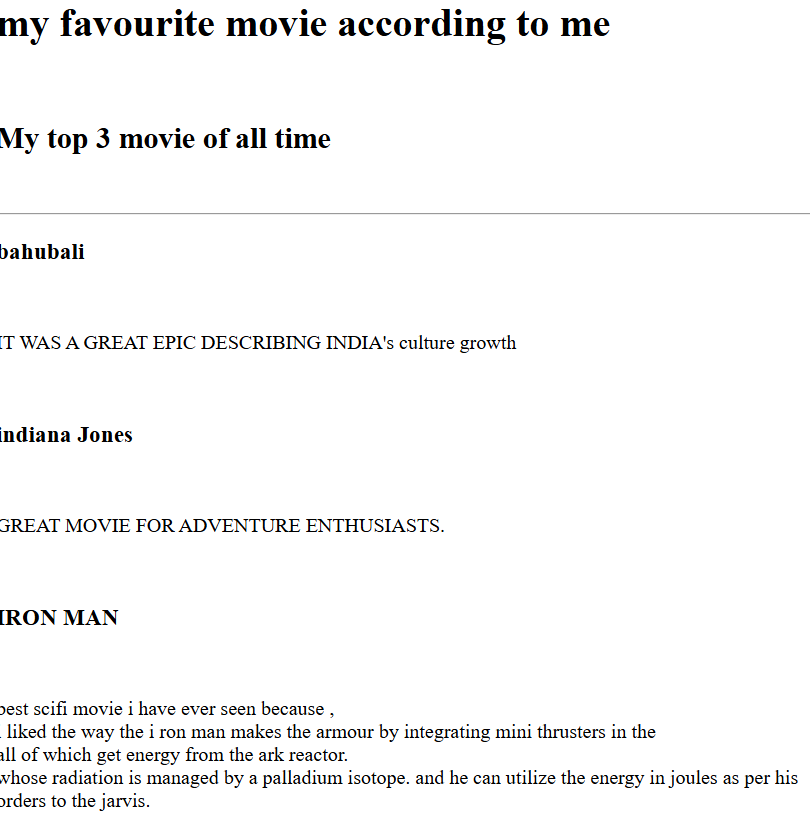 my favourite movie according to me
My top 3 movie of all time
bahubali
IT WAS A GREAT EPIC DESCRIBING INDIA's culture growth
indiana Jones
GREAT MOVIE FOR ADVENTURE ENTHUSIASTS.
IRON MAN
best scifi movie i have ever seen because ,
i liked the way the i ron man makes the armour by integrating mini thrusters in the
all of which get energy from the ark reactor.
whose radiation is managed by a palladium isotope. and he can utilize the energy in joules as per his
orders to the jarvis.